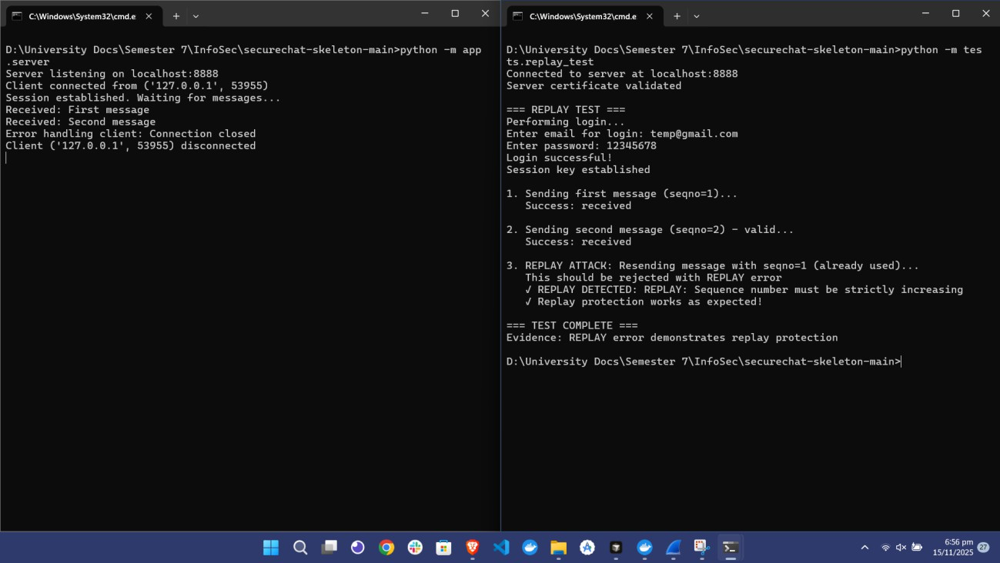 C:\Windows\System32\cmd.e
D:\University Docs\Semester 7\InfoSec\securechat-skeleton-main>python -m app
.server
Server listening on localhost:8888
Client connected from ('127.0.0.1', 53955)
Session established. Waiting for messages...
Received: First message
Received: Second message
Error handling client: Connection closed
Client ('127.0.0.1', 53955) disconnected
C:\Windows\System32\cmd.e
D:\University Docs\Semester 7\InfoSec\securechat-skeleton-main>python -m tes
ts.replay_test
Connected to server at localhost:8888
Server certificate validated
=== REPLAY TEST ===
Performing login...
Enter email for login: temp@gmail.com
Enter password: 12345678
Login successful!
Session key established
1. Sending first message (seqno=1)...
Success: received
2. Sending second message (seqno=2) - valid...
Success: received
3. REPLAY ATTACK: Resending message with seqno=1 (already used)...
This should be rejected with REPLAY error
√ REPLAY DETECTED: REPLAY: Sequence number must be strictly increasing
√ Replay protection works as expected!
=== TEST COMPLETE ===
Evidence: REPLAY error demonstrates replay protection
D:\University Docs\Semester 7\InfoSec\securechat-skeleton-main>
6:56 pm
15/11/2025
27